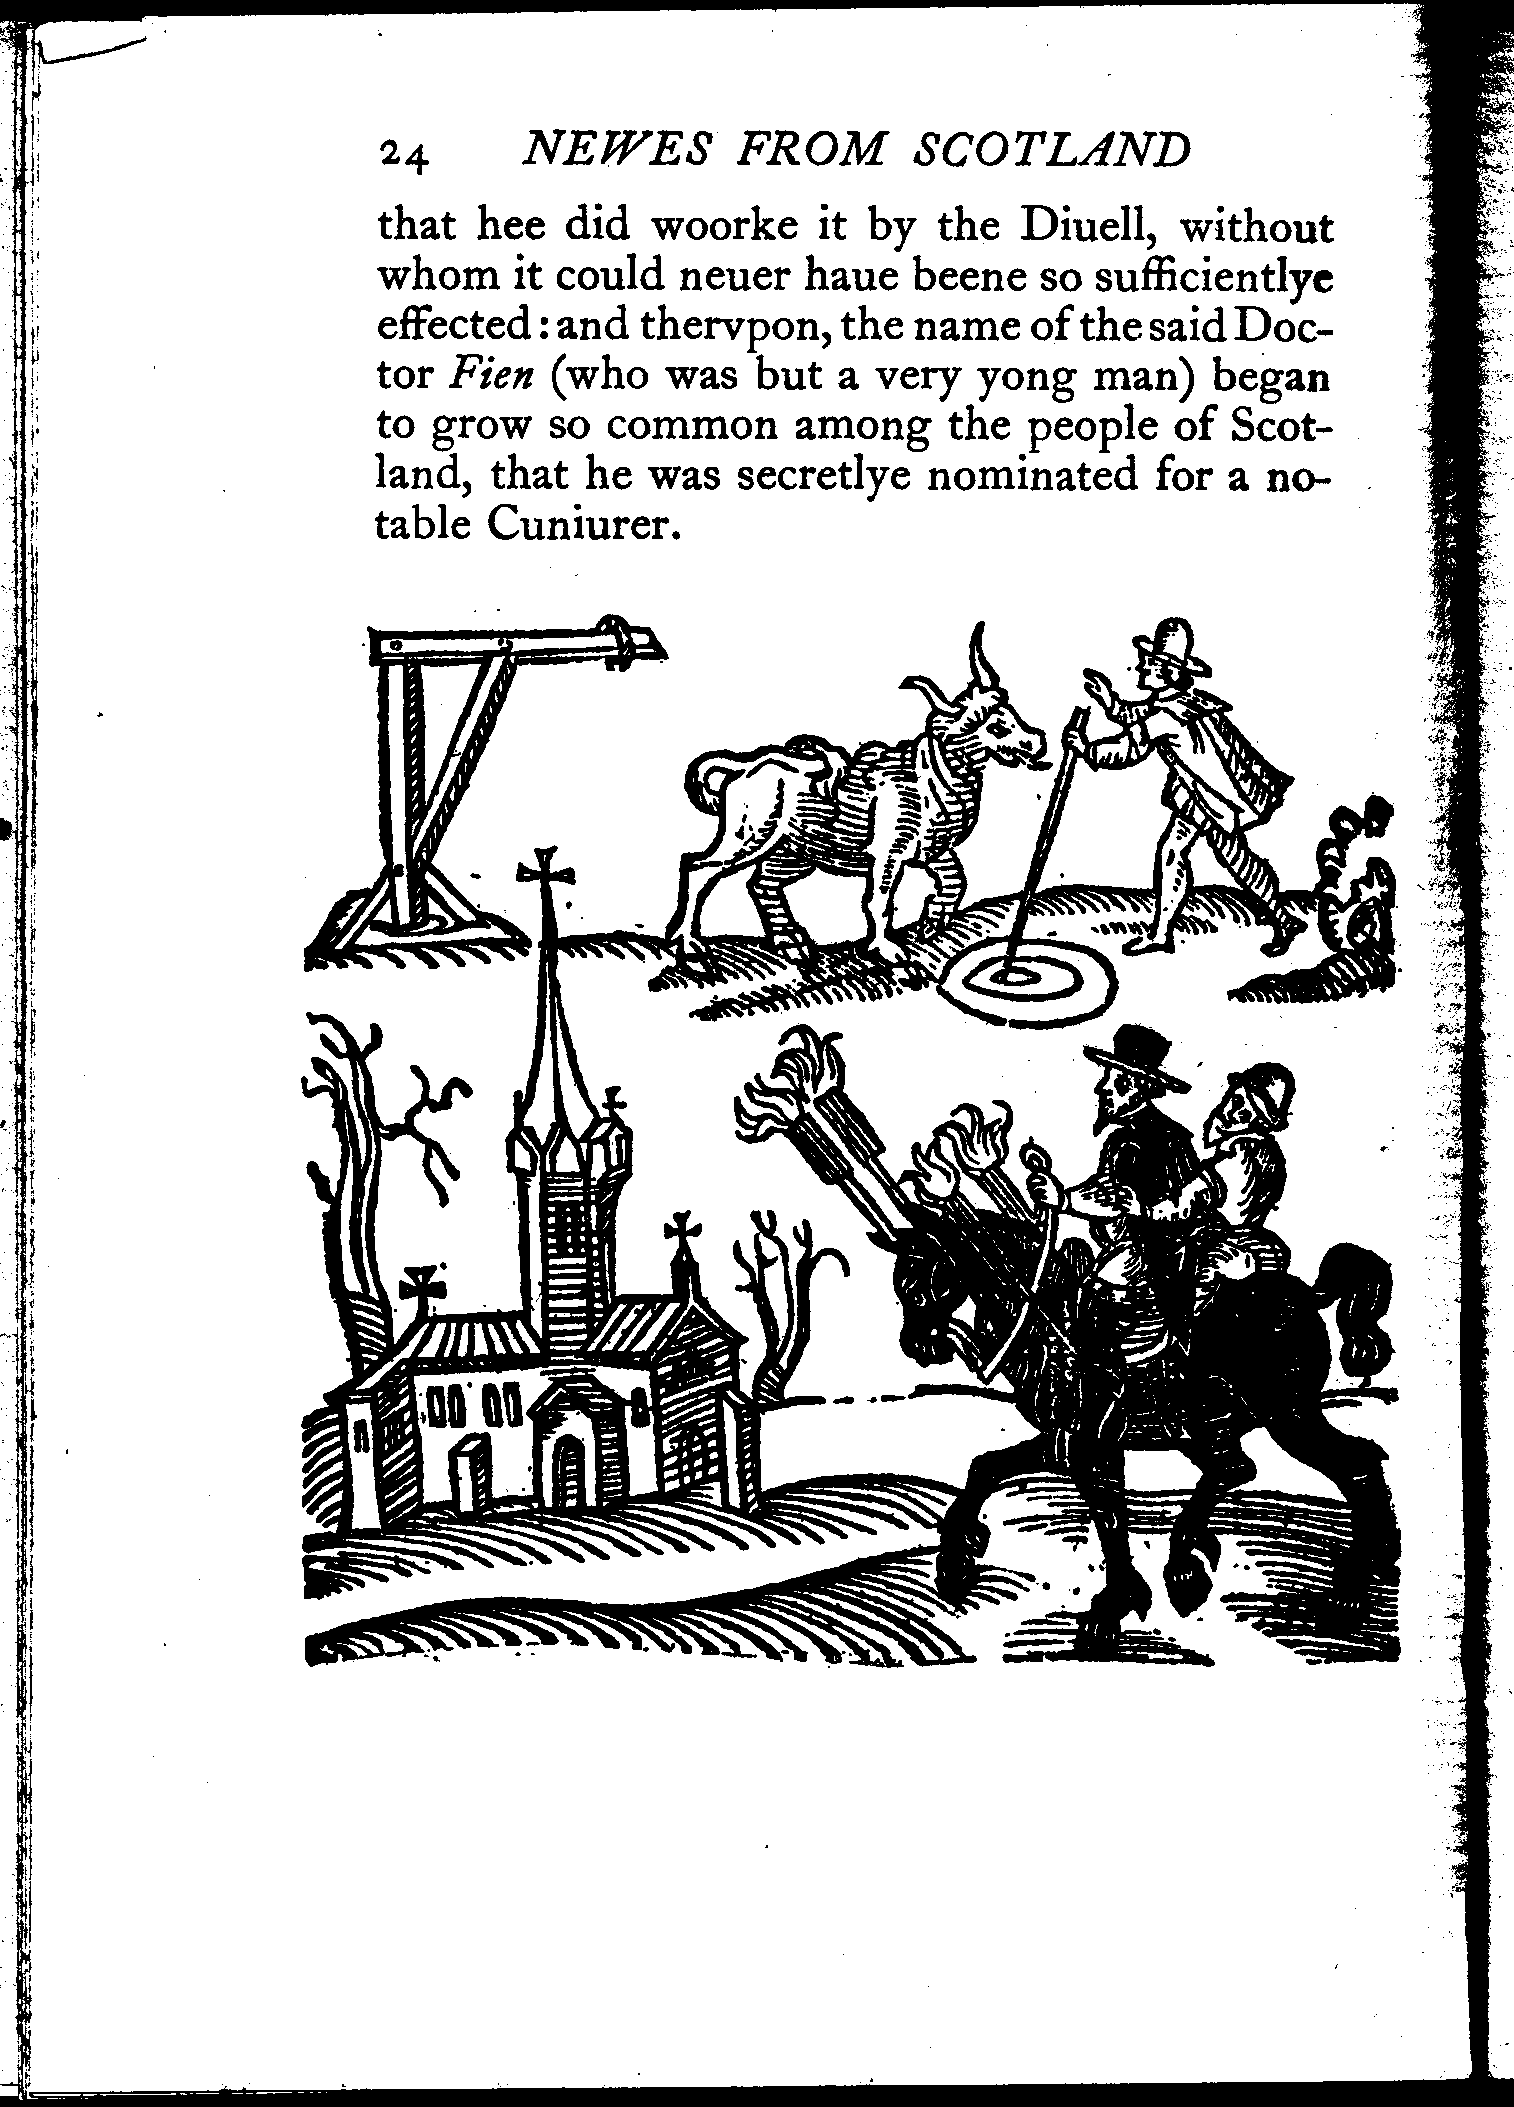 24 NEWES FROM SCOTLAND
that hee did woorke it by the Diuell, without
whom it could neuer haue beene so sufficientlye
effected: and thervpon, the name of the said Doc-
tor Fien (who was but a very yong man) began
to grow so common among the people of Scot-
land, that he was secretlye nominated for a no-
table Cuniurer.